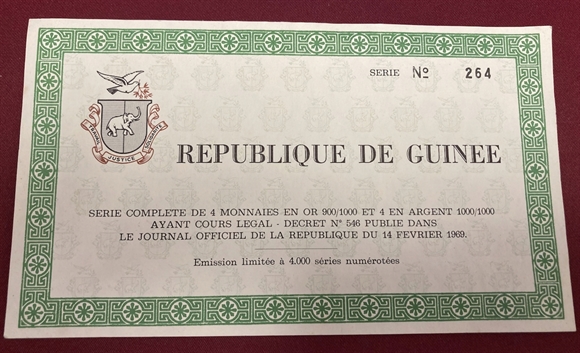 SERIE Nº 264
TRAVAIL JUSTICE SOLIDARITE
REPUBLIQUE DE GUINEE
SERIE COMPLETE DE 4 MONNAIES EN OR 900/1000 ET 4 EN ARGENT 1000/1000
AYANT COURS LEGAL - DECRET N° 546 PUBLIE DANS
LE JOURNAL OFFICIEL DE LA REPUBLIQUE DU 14 FEVRIER 1969.
Emission limitée à 4.000 séries numérotées